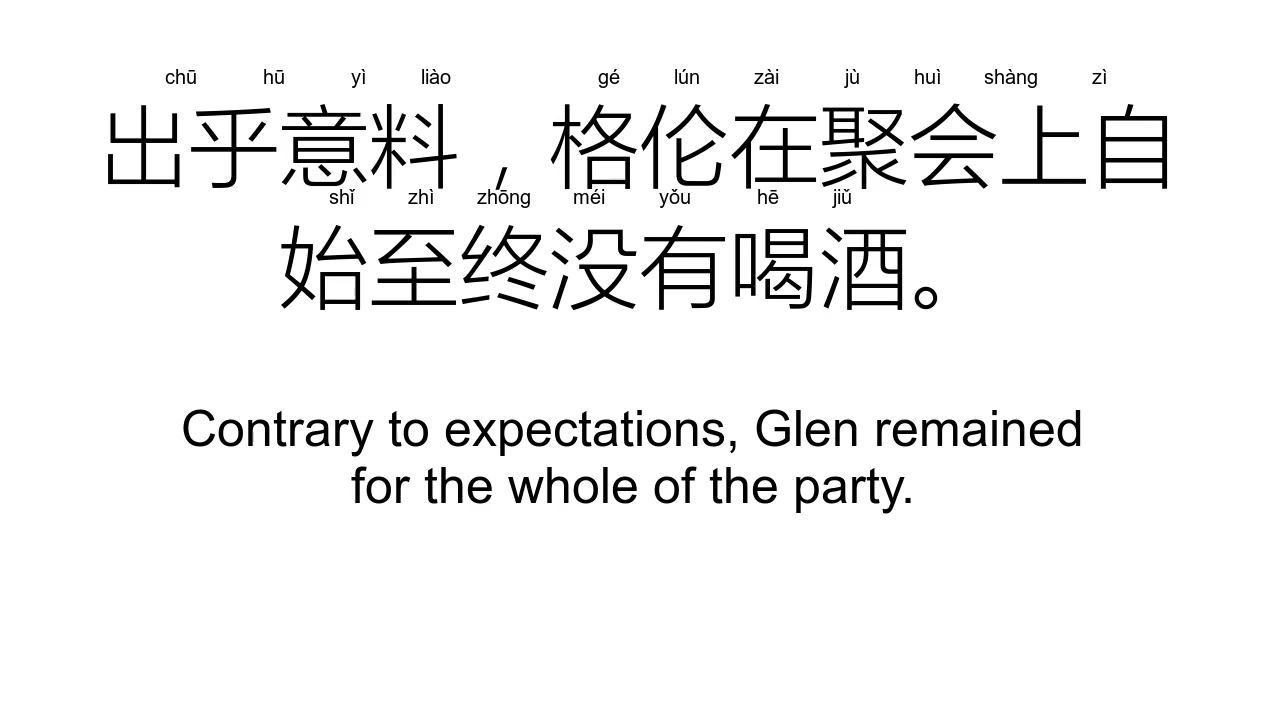 chū hū yì liào gé lún zài jù huì shàng zì
出乎意料，格伦在聚会上自
shǐ zhì zhōng méi yǒu hē jiǔ
始至终没有喝酒。
Contrary to expectations, Glen remained
for the whole of the party.